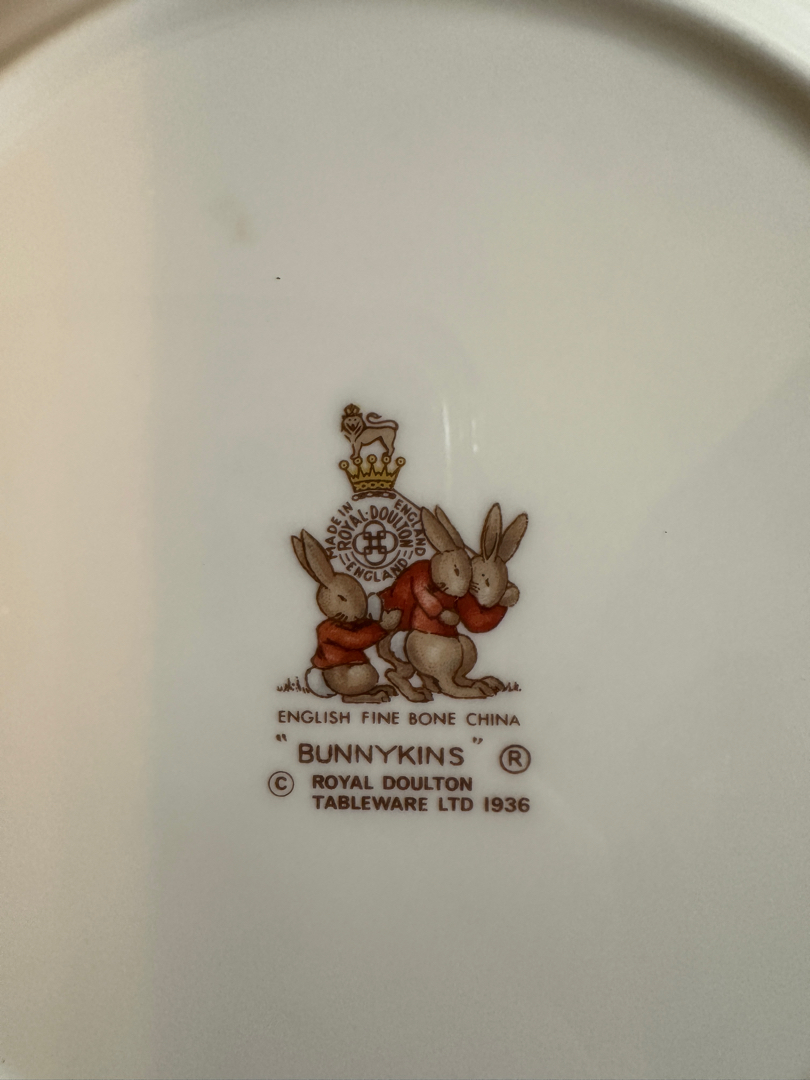 MADE IN ENGLAND
ROYAL·DOULTON
ENGLAND
ENGLISH FINE BONE CHINA
"BUNNYKINS" ®
© ROYAL DOULTON
TABLEWARE LTD 1936